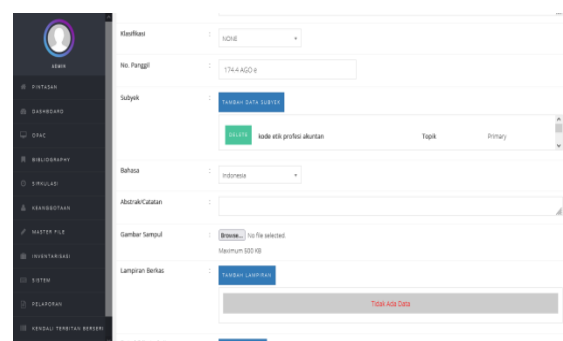 ADMIN
PINTASAN
DASHBOARD
OPAC
BIBLIOGRAPHY
SIRKULASI
KEANGGOTAAN
MASTER FILE
INVENTARISASI
SISTEM
PELAPORAN
KENDALI TERBITAN BERSERI
Klasifikasi : NONE
No. Panggil : 174.4 AGO e
Subyek : TAMBAH DATA SUBYEK
DELETE kode etik profesi akuntan Topik Primary
Bahasa : Indonesia
Abstrak/Catatan :
Gambar Sampul : Browse... No file selected.
Maximum 500 KB
Lampiran Berkas : TAMBAH LAMPIRAN
Tidak Ada Data